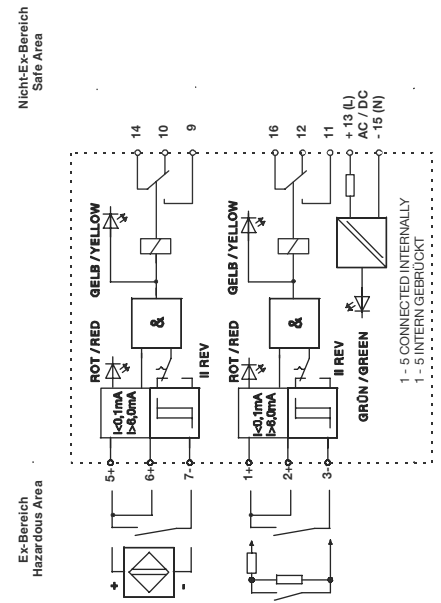 Nicht-Ex-Bereich
Safe Area
14
10
9
16
12
11
+ 13 (L)
AC / DC
- 15 (N)
GELB / YELLOW
GELB / YELLOW
ROT / RED
&
II REV
ROT / RED
&
II REV
GRÜN / GREEN
1 - 5 CONNECTED INTERNALLY
1 - 5 INTERN GEBRÜCKT
I<0,1mA
I>6,0mA
I<0,1mA
I>6,0mA
5+
6+
7-
1+
2+
3-
Ex-Bereich
Hazardous Area
+
-